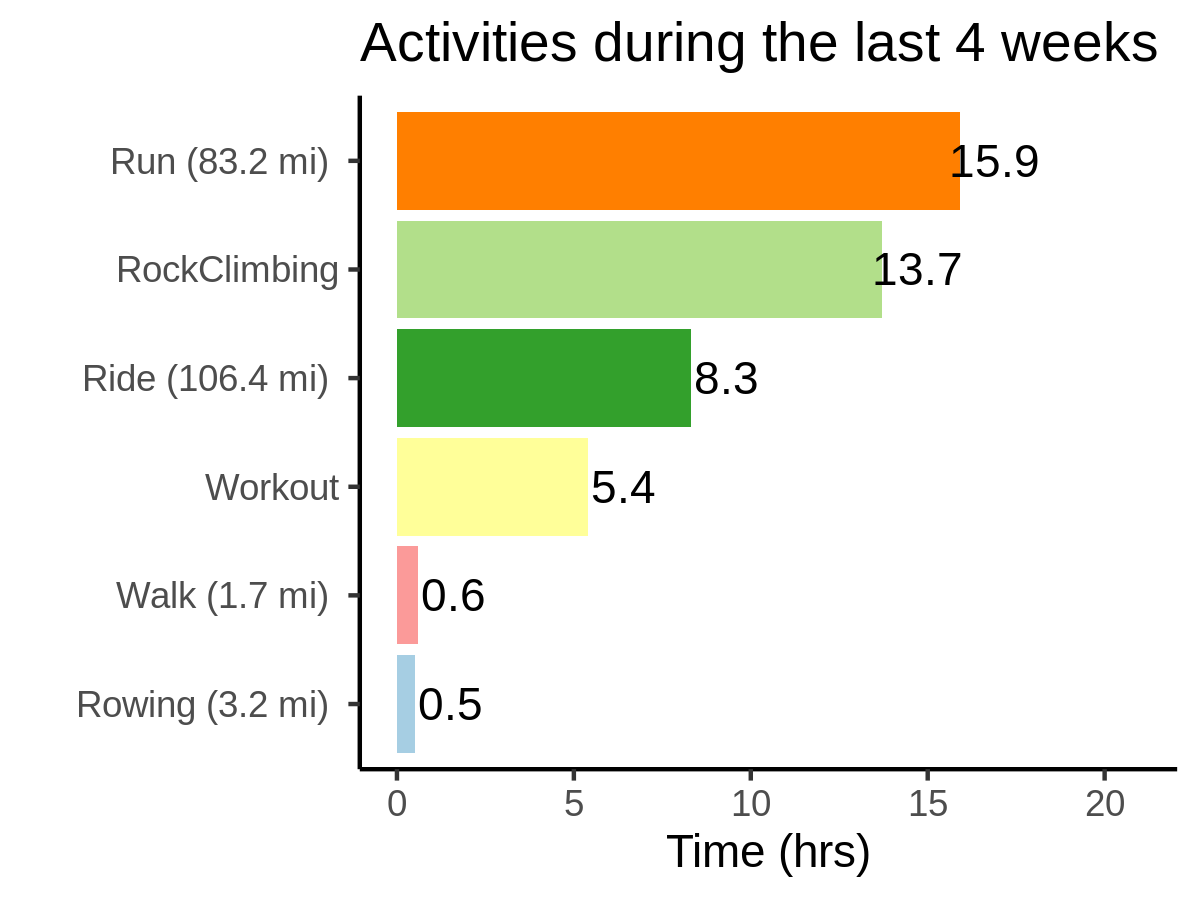 Activities during the last 4 weeks
Run (83.2 mi) 15.9
RockClimbing 13.7
Ride (106.4 mi) 8.3
Workout 5.4
Walk (1.7 mi) 0.6
Rowing (3.2 mi) 0.5
0 5 10 15 20
Time (hrs)